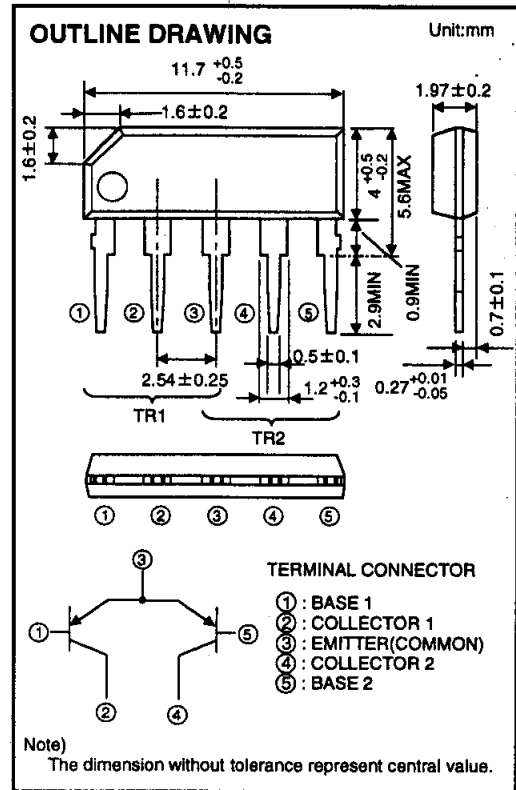 OUTLINE DRAWING
Unit:mm
11.7 +0.5 -0.2
1.6±0.2
1.97±0.2
1.6±0.2
4 +0.5 -0.2
5.6MAX
2.9MIN
0.9MIN
0.7±0.1
① ② ③ ④ ⑤
0.5±0.1
2.54±0.25
1.2 +0.3 -0.1
0.27 +0.01 -0.05
TR1
TR2
① ② ③ ④ ⑤
③
① ⑤
② ④
TERMINAL CONNECTOR
① : BASE 1
② : COLLECTOR 1
③ : EMITTER(COMMON)
④ : COLLECTOR 2
⑤ : BASE 2
Note)
The dimension without tolerance represent central value.